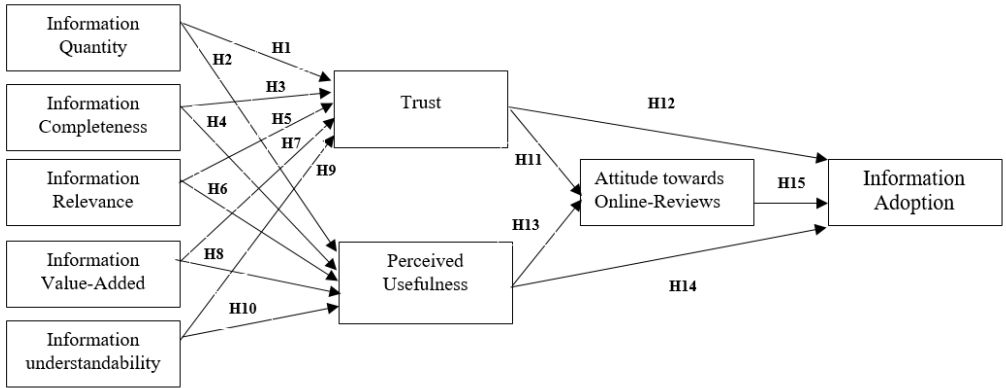 Information
Quantity
Information
Completeness
Information
Relevance
Information
Value-Added
Information
understandability
H1
H2
H3
H4
H5
H7
H9
H6
H8
H10
Trust
Perceived
Usefulness
H12
H11
H13
H14
Attitude towards
Online-Reviews
H15
Information
Adoption